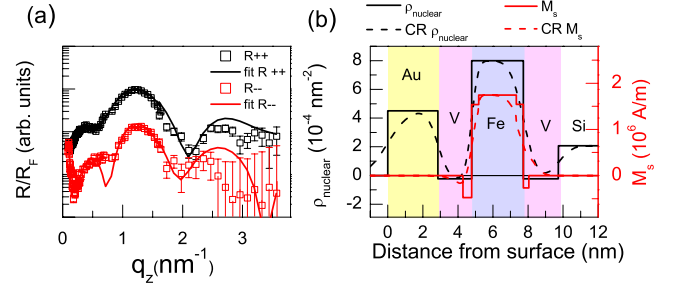 (a)
R/R_F (arb. units)
R++
fit R ++
R--
fit R--
0 1 2 3 4
q_z(nm⁻¹)
(b)
ρ_nuclear
CR ρ_nuclear
M_s
CR M_s
ρ_nuclear (10⁻⁴ nm⁻²)
8
6
4
2
0
-2
Au
V
Fe
V
Si
2
1
0
M_s (10⁶ A/m)
0 2 4 6 8 10 12
Distance from surface (nm)